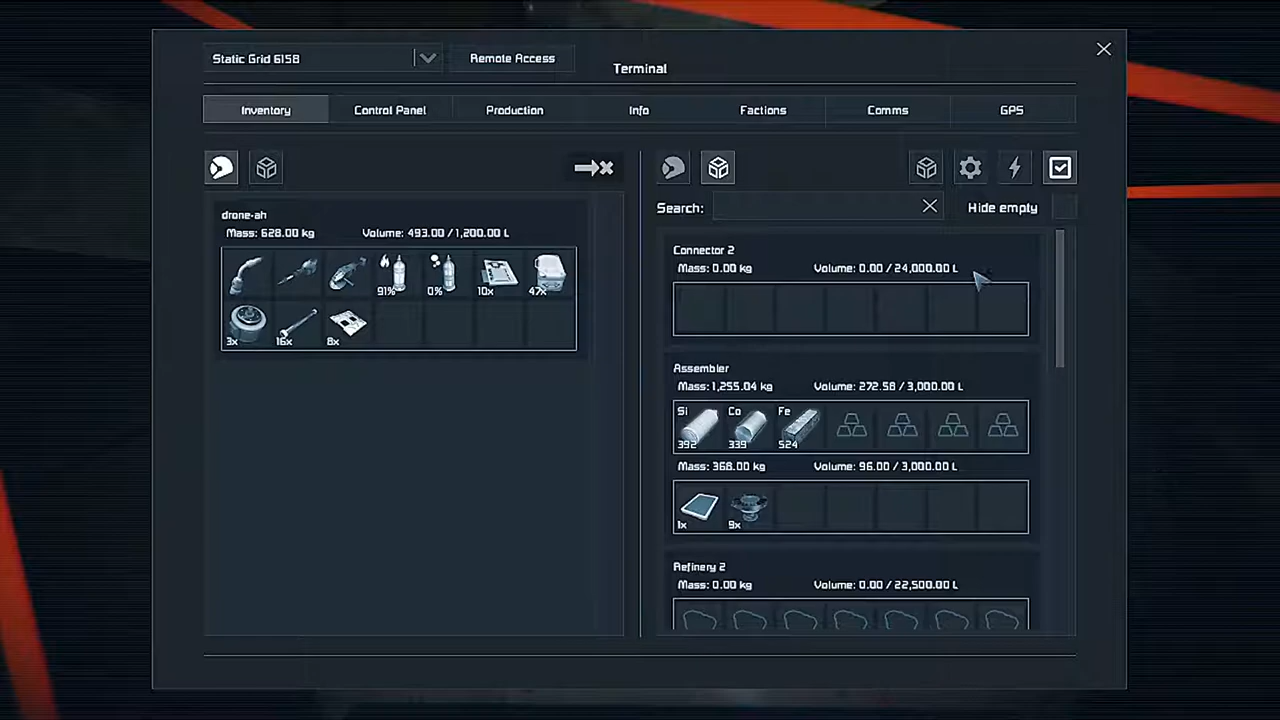 Static Grid 6158
Remote Access
Terminal
Inventory
Control Panel
Production
Info
Factions
Comms
GPS
Search:
Hide empty
drone-ah
Mass: 628.00 kg
Volume: 493.00 / 1,200.00 L
91%
0%
10x
47x
3x
16x
8x
Connector 2
Mass: 0.00 kg
Volume: 0.00 / 24,000.00 L
Assembler
Mass: 1,255.04 kg
Volume: 272.58 / 3,000.00 L
Si
Co
Fe
392
339
524
Mass: 368.00 kg
Volume: 96.00 / 3,000.00 L
1x
9x
Refinery 2
Mass: 0.00 kg
Volume: 0.00 / 22,500.00 L